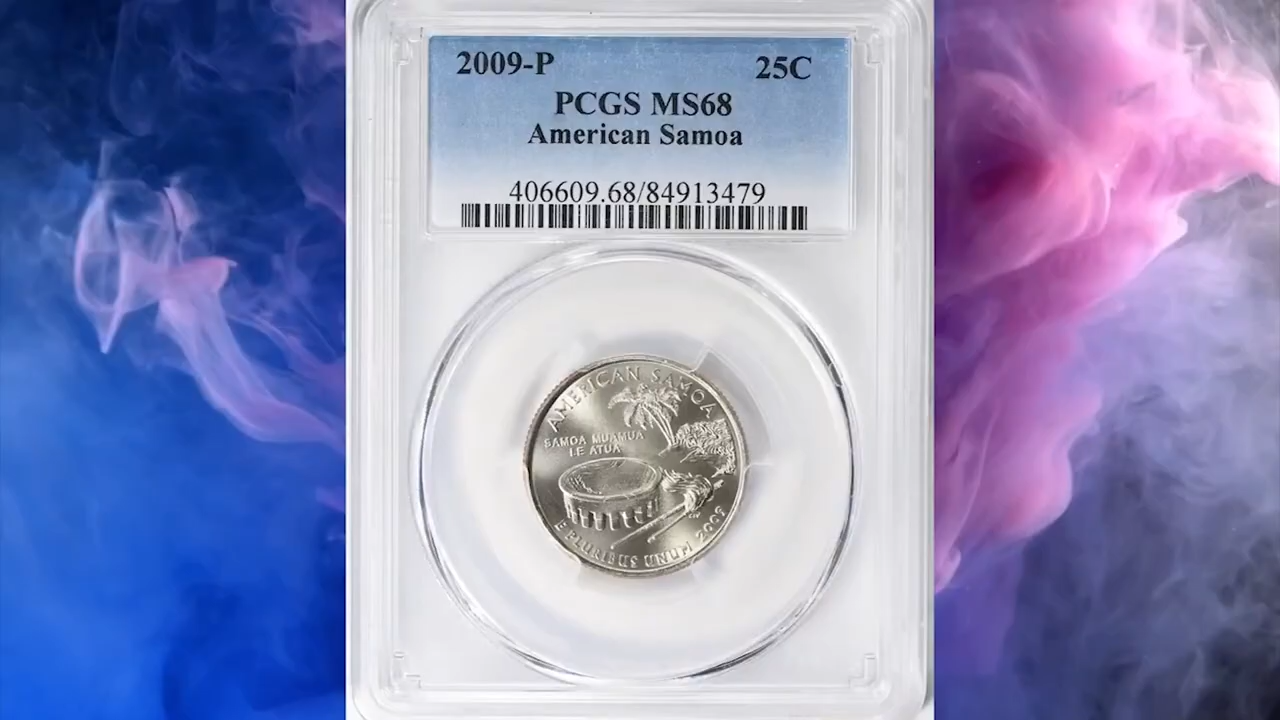 2009-P 25C
PCGS MS68
American Samoa
406609.68/84913479
AMERICAN SAMOA
SAMOA MUAMUA
LE ATUA
E PLURIBUS UNUM 2009